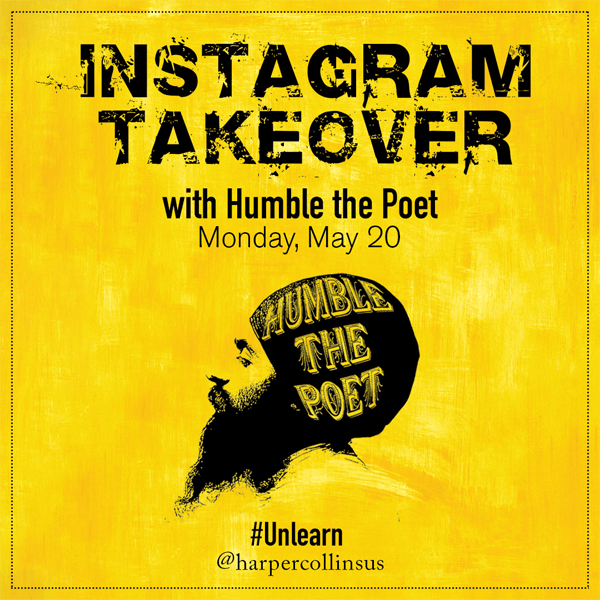 INSTAGRAM
TAKEOVER
with Humble the Poet
Monday, May 20
HUMBLE
THE
POET
#Unlearn
@harpercollinsus